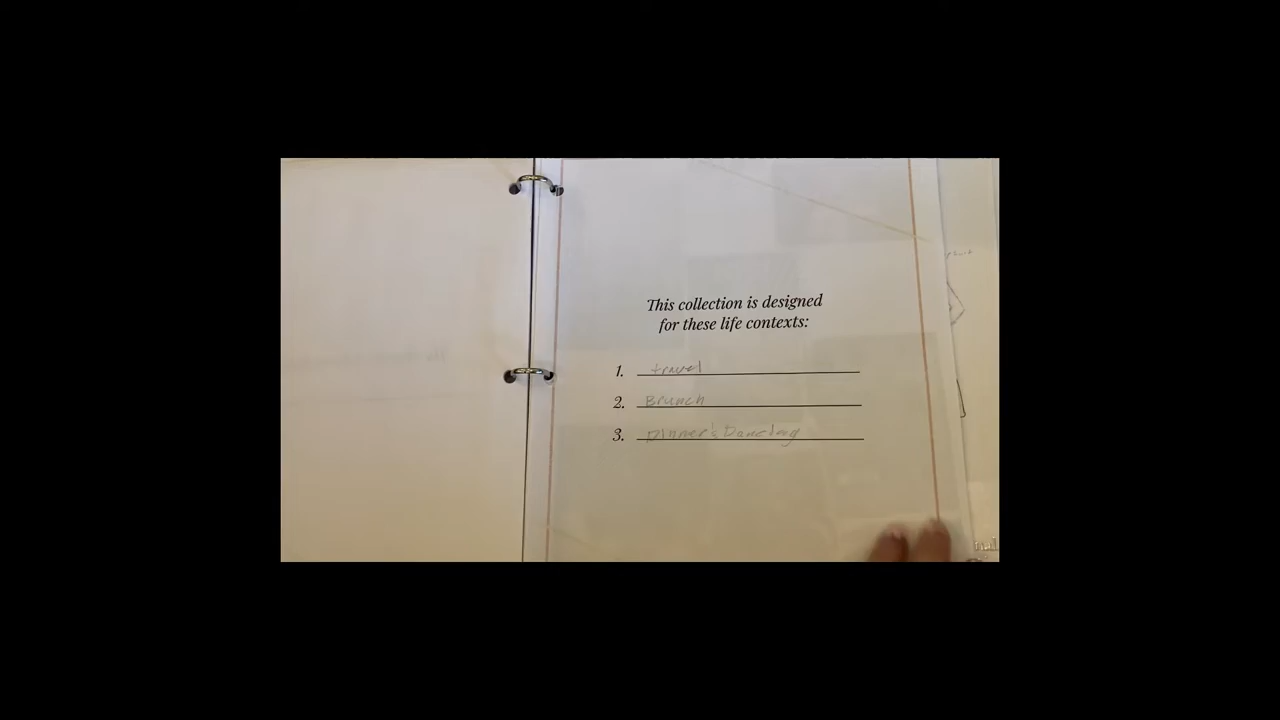 This collection is designed
for these life contexts:
1. travel
2. Brunch
3. Dinner's Dancing